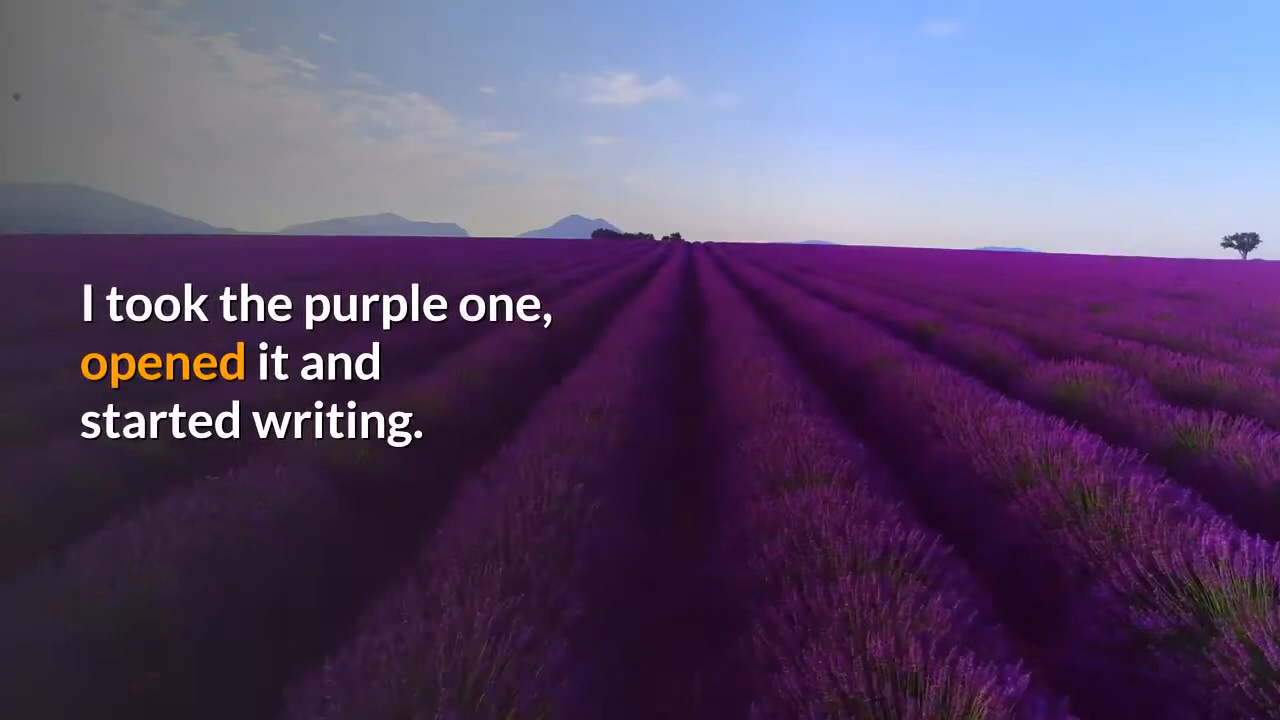 I took the purple one,
opened it and
started writing.